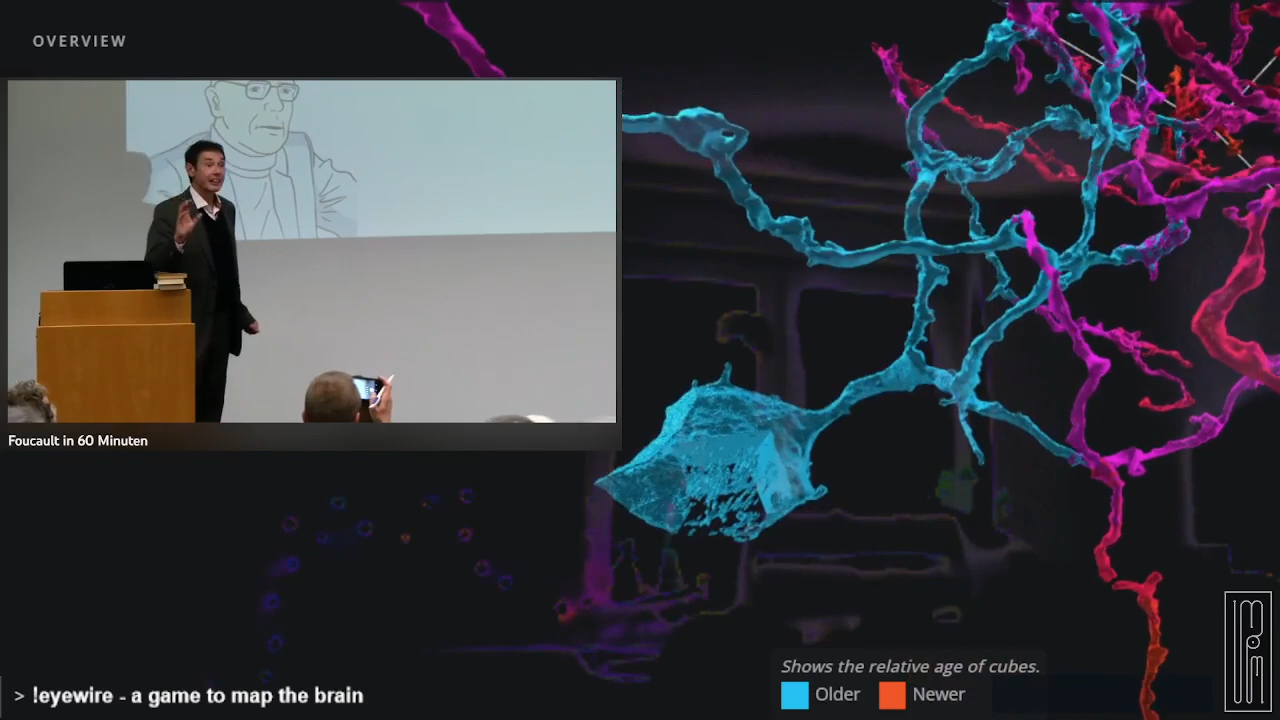 OVERVIEW
Foucault in 60 Minuten
Shows the relative age of cubes.
Older
Newer
> !eyewire - a game to map the brain